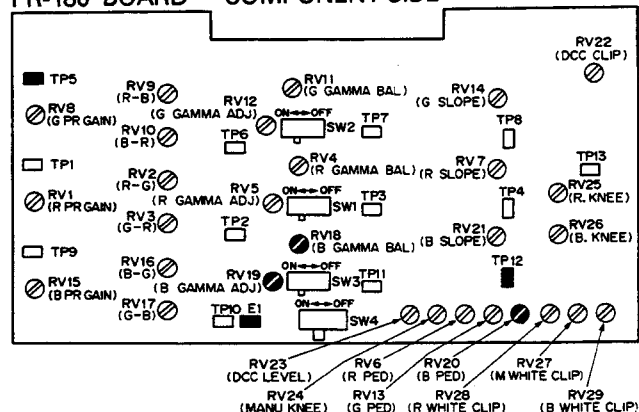 PR-180 BOARD COMPONENT SIDE
RV22
(DCC CLIP)
TP5
RV8
(G PR GAIN)
RV9
(R-B)
RV10
(B-R)
RV11
(G GAMMA BAL)
RV12
(G GAMMA ADJ)
ON↔OFF
SW2
TP6
TP7
RV14
(G SLOPE)
TP8
TP1
RV1
(R PR GAIN)
RV2
(R-G)
RV3
(G-R)
RV4
(R GAMMA BAL)
RV5
(R GAMMA ADJ)
ON↔OFF
SW1
TP2
TP3
RV7
(R SLOPE)
TP4
TP13
RV25
(R. KNEE)
RV26
(B. KNEE)
TP9
RV15
(B PR GAIN)
RV16
(B-G)
RV17
(G-B)
RV18
(B GAMMA BAL)
RV19
(B GAMMA ADJ)
ON↔OFF
SW3
TP11
RV21
(B SLOPE)
TP12
TP10 E1
ON↔OFF
SW4
RV23
(DCC LEVEL)
RV6
(R PED)
RV20
(B PED)
RV27
(M WHITE CLIP)
RV24
(MANU KNEE)
RV13
(G PED)
RV28
(R WHITE CLIP)
RV29
(B WHITE CLIP)